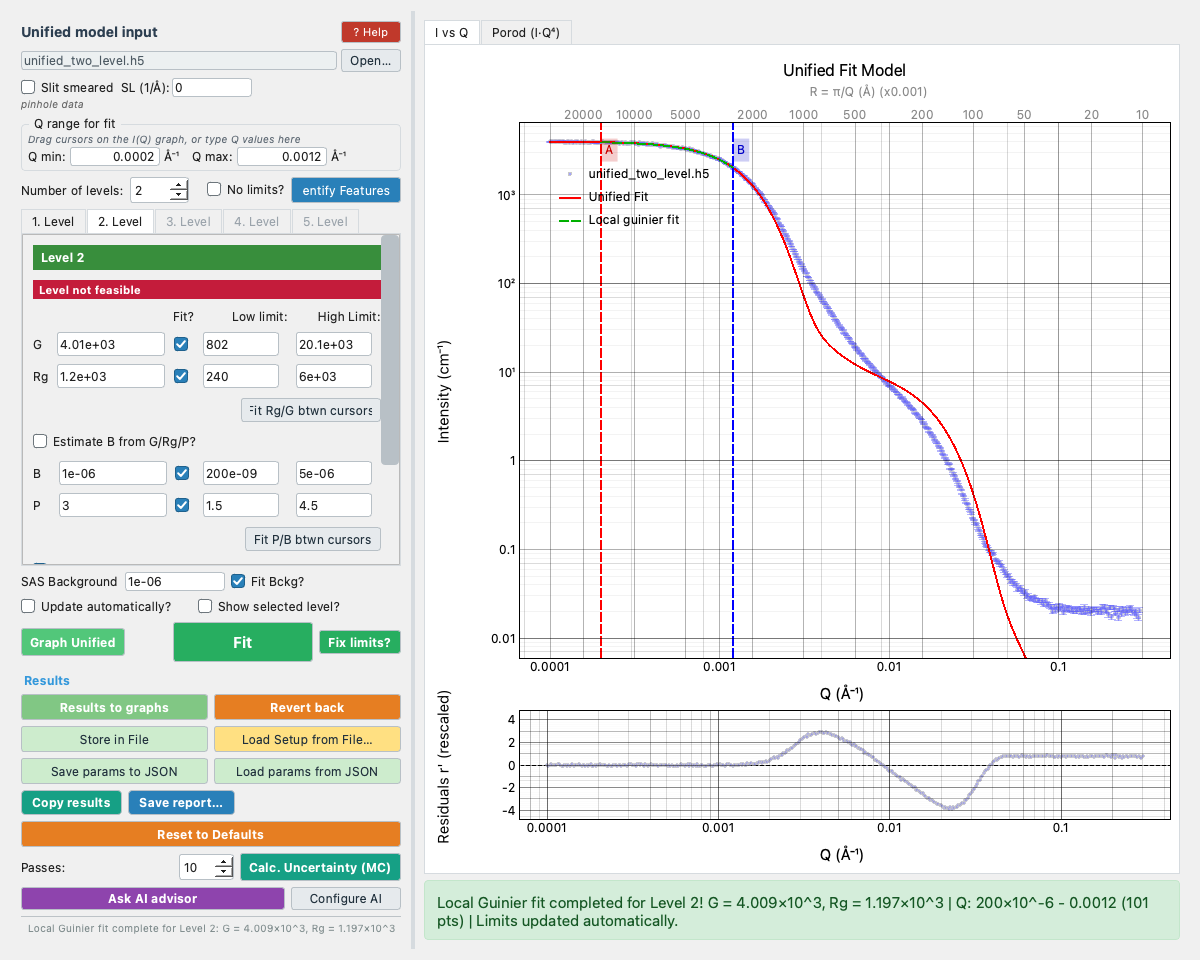 Unified model input
? Help
unified_two_level.h5
Open...
Slit smeared SL (1/Å): 0
pinhole data
Q range for fit
Drag cursors on the I(Q) graph, or type Q values here
Q min: 0.0002 Å⁻¹ Q max: 0.0012 Å⁻¹
Number of levels: 2 No limits? entify Features
1. Level 2. Level 3. Level 4. Level 5. Level
Level 2
Level not feasible
Fit? Low limit: High Limit:
G 4.01e+03 802 20.1e+03
Rg 1.2e+03 240 6e+03
Fit Rg/G btwn cursors
Estimate B from G/Rg/P?
B 1e-06 200e-09 5e-06
P 3 1.5 4.5
Fit P/B btwn cursors
SAS Background 1e-06 Fit Bckg?
Update automatically? Show selected level?
Graph Unified Fit Fix limits?
Results
Results to graphs Revert back
Store in File Load Setup from File...
Save params to JSON Load params from JSON
Copy results Save report...
Reset to Defaults
Passes: 10 Calc. Uncertainty (MC)
Ask AI advisor Configure AI
Local Guinier fit complete for Level 2: G = 4.009×10^3, Rg = 1.197×10^3
I vs Q Porod (I·Q⁴)
Unified Fit Model
R = π/Q (Å) (x0.001)
20000 10000 5000 2000 1000 500 200 100 50 20 10
A B
unified_two_level.h5
Unified Fit
Local guinier fit
10³
10²
10¹
1
0.1
0.01
Intensity (cm⁻¹)
0.0001 0.001 0.01 0.1
Q (Å⁻¹)
4
2
0
-2
-4
Residuals r' (rescaled)
0.0001 0.001 0.01 0.1
Q (Å⁻¹)
Local Guinier fit completed for Level 2! G = 4.009×10^3, Rg = 1.197×10^3 | Q: 200×10^-6 - 0.0012 (101
pts) | Limits updated automatically.